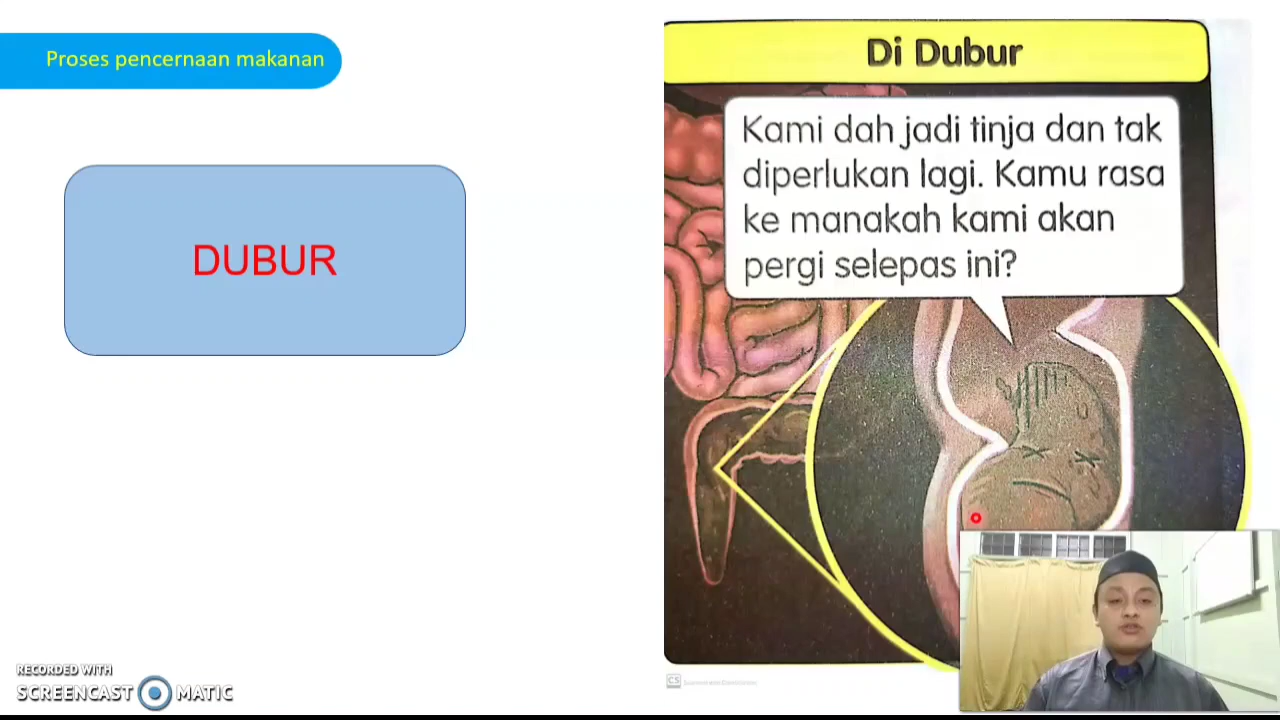 Proses pencernaan makanan
DUBUR
Di Dubur
Kami dah jadi tinja dan tak
diperlukan lagi. Kamu rasa
ke manakah kami akan
pergi selepas ini?
RECORDED WITH
SCREENCAST MATIC
CS